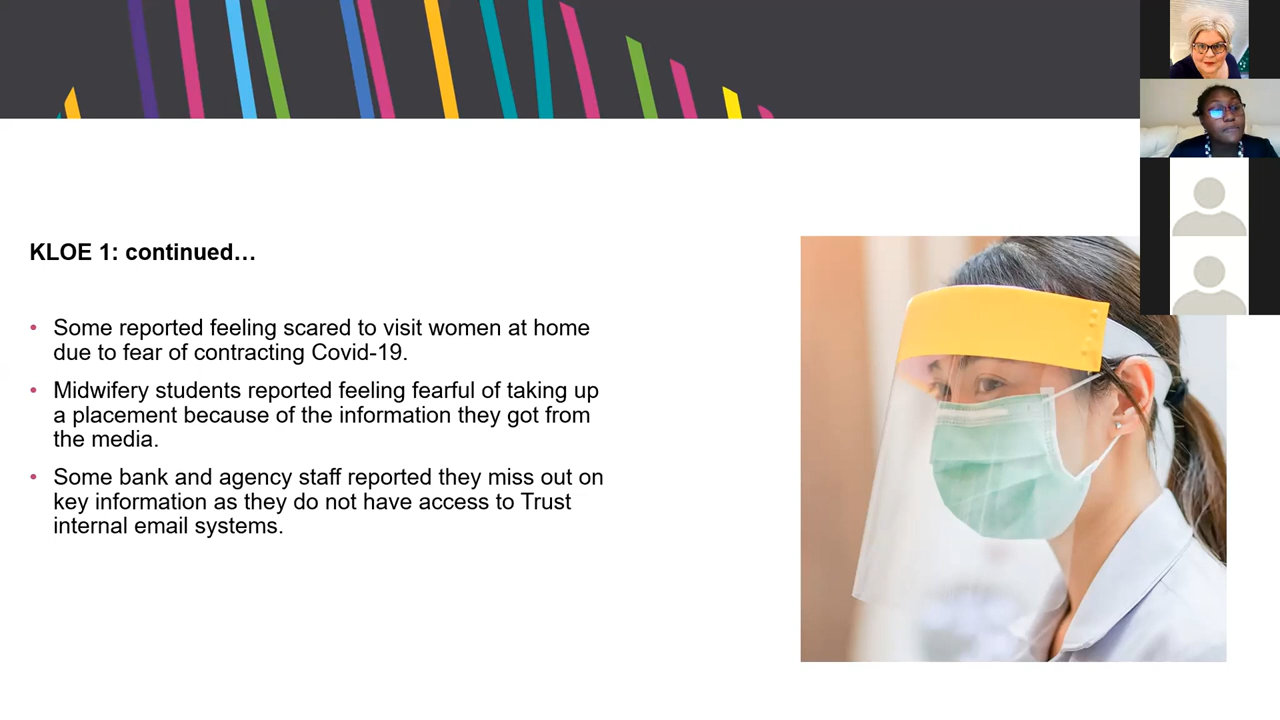 KLOE 1: continued…
• Some reported feeling scared to visit women at home
due to fear of contracting Covid-19.
• Midwifery students reported feeling fearful of taking up
a placement because of the information they got from
the media.
• Some bank and agency staff reported they miss out on
key information as they do not have access to Trust
internal email systems.